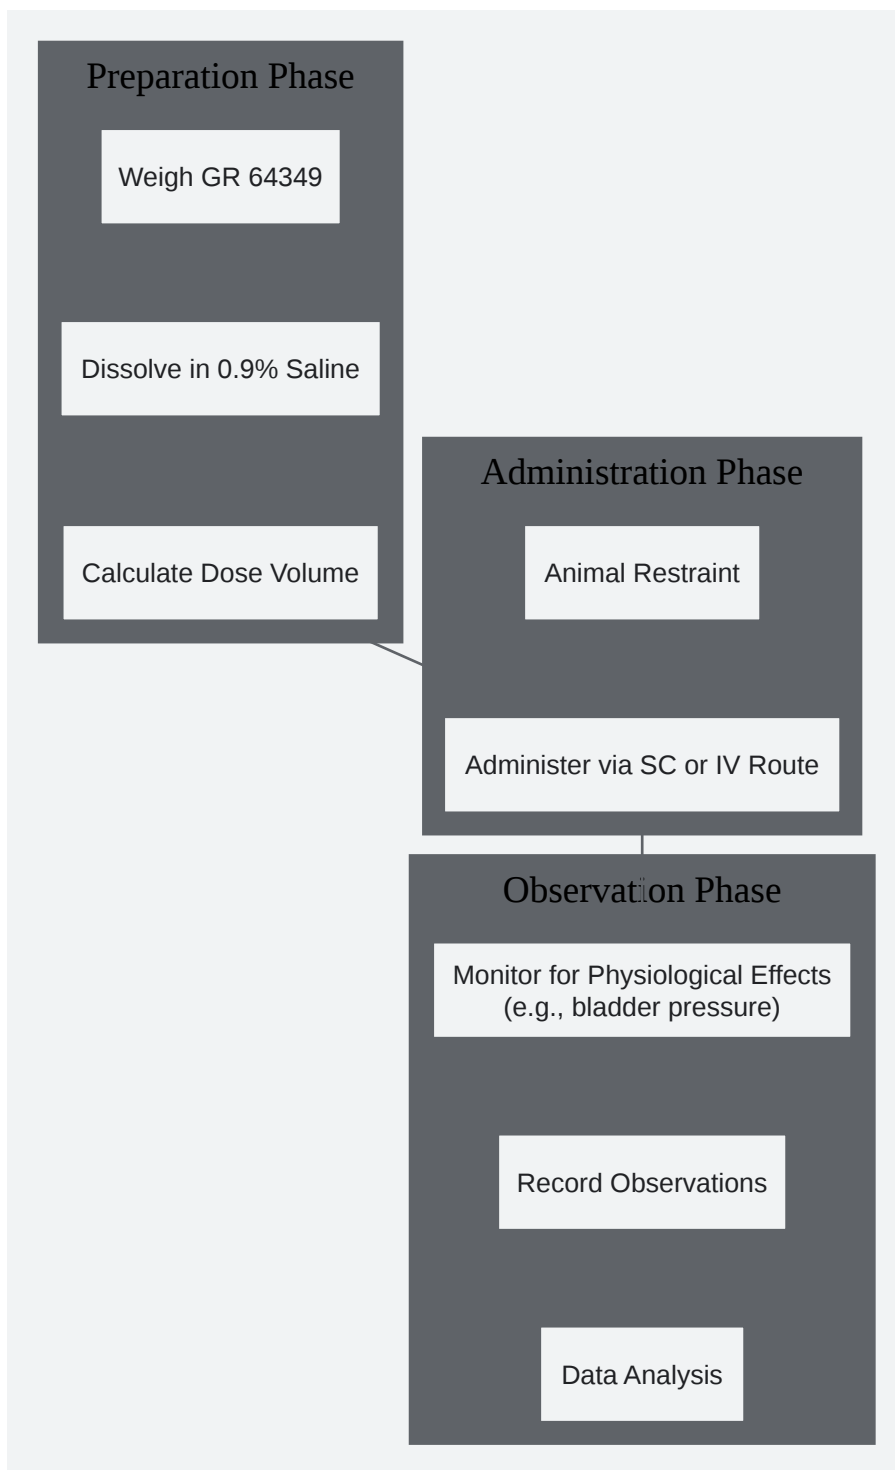 Preparation Phase
Weigh GR 64349
Dissolve in 0.9% Saline
Calculate Dose Volume
Administration Phase
Animal Restraint
Administer via SC or IV Route
Observation Phase
Monitor for Physiological Effects
(e.g., bladder pressure)
Record Observations
Data Analysis